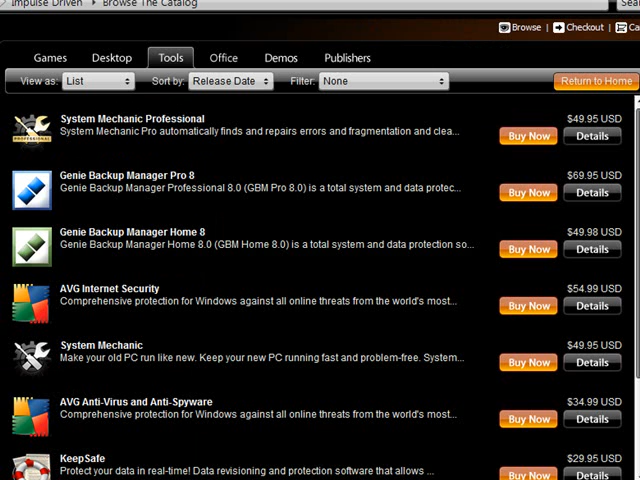 Impulse Driven > Browse The Catalog
Browse Checkout
Games Desktop Tools Office Demos Publishers
View as: List Sort by: Release Date Filter: None Return to Home
System Mechanic Professional $49.95 USD
System Mechanic Pro automatically finds and repairs errors and fragmentation and clea... Buy Now Details
PROFESSIONAL
Genie Backup Manager Pro 8 $69.95 USD
Genie Backup Manager Professional 8.0 (GBM Pro 8.0) is a total system and data protec... Buy Now Details
Genie Backup Manager Home 8 $49.98 USD
Genie Backup Manager Home 8.0 (GBM Home 8.0) is a total system and data protection so... Buy Now Details
AVG Internet Security $54.99 USD
Comprehensive protection for Windows against all online threats from the world's most... Buy Now Details
System Mechanic $49.95 USD
Make your old PC run like new. Keep your new PC running fast and problem-free. System... Buy Now Details
AVG Anti-Virus and Anti-Spyware $34.99 USD
Comprehensive protection for Windows against all online threats from the world's most... Buy Now Details
KeepSafe $29.95 USD
Protect your data in real-time! Data revisioning and protection software that allows ... Buy Now Details